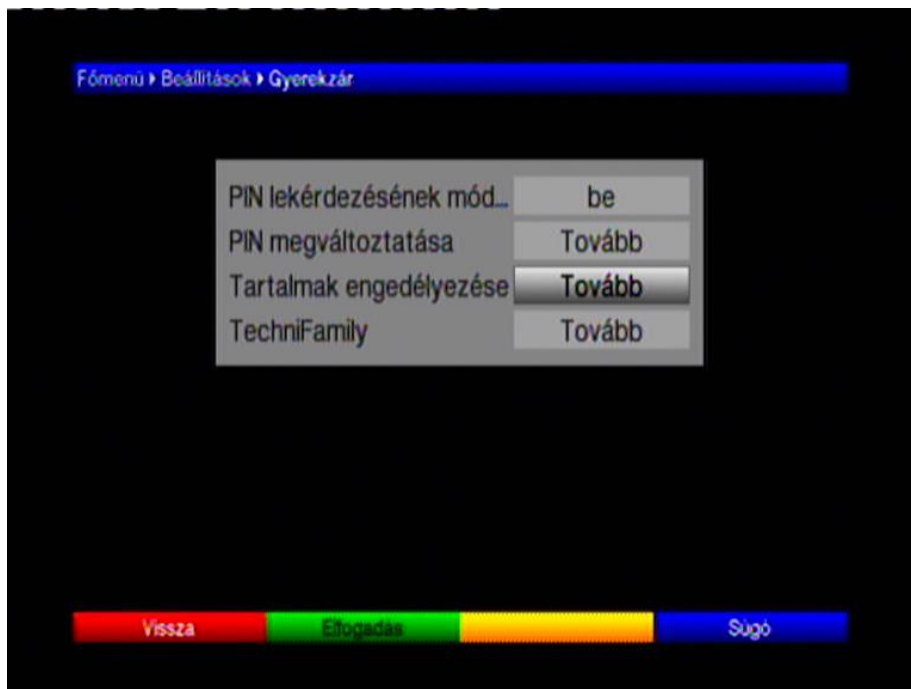 Főmenü ▸ Beállítások ▸ Gyerekzár
PIN lekérdezésének mód... be
PIN megváltoztatása Tovább
Tartalmak engedélyezése Tovább
TechniFamily Tovább
Vissza Elfogadás Súgó